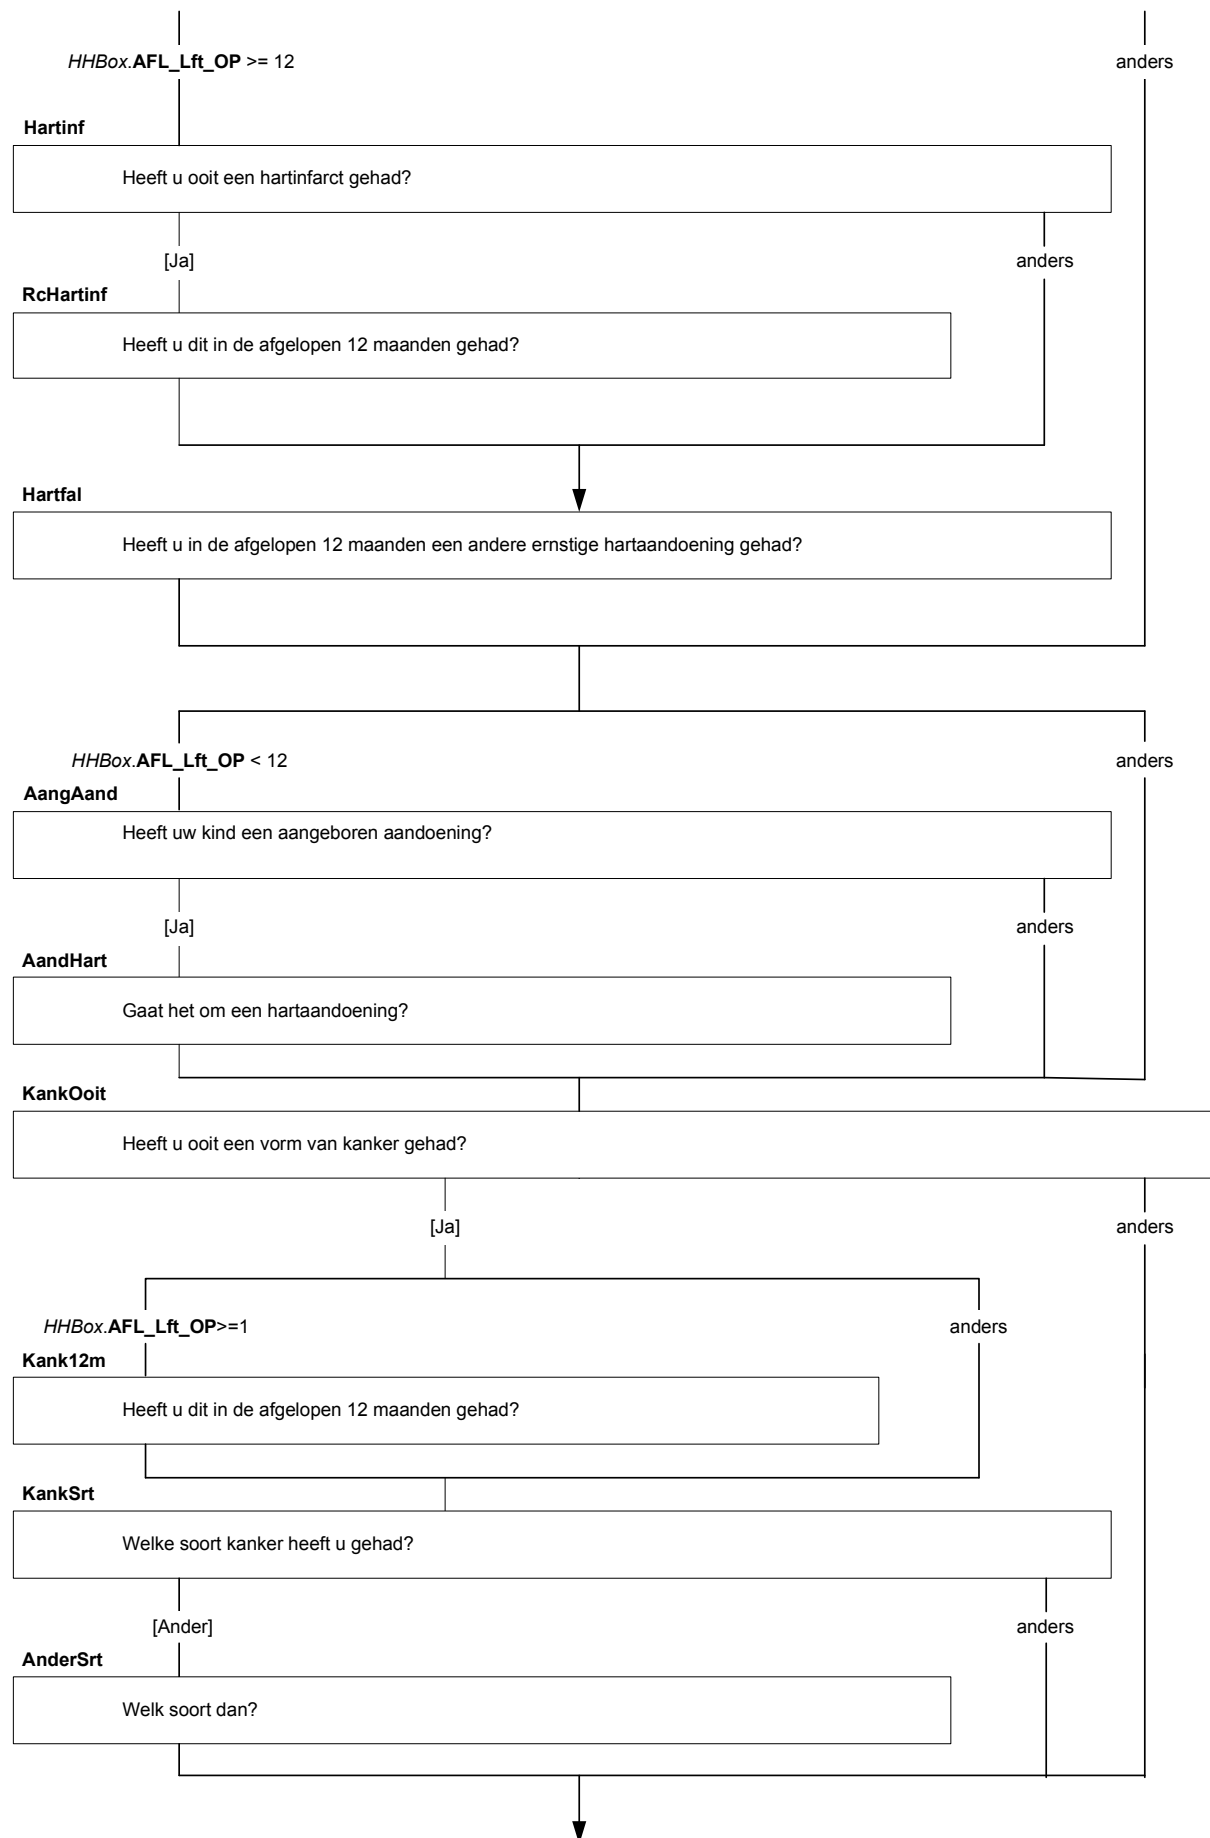 HHBox.AFL_Lft_OP >= 12
anders
Hartinf
Heeft u ooit een hartinfarct gehad?
[Ja]
anders
RcHartinf
Heeft u dit in de afgelopen 12 maanden gehad?
Hartfal
Heeft u in de afgelopen 12 maanden een andere ernstige hartaandoening gehad?
HHBox.AFL_Lft_OP < 12
anders
AangAand
Heeft uw kind een aangeboren aandoening?
[Ja]
anders
AandHart
Gaat het om een hartaandoening?
KankOoit
Heeft u ooit een vorm van kanker gehad?
[Ja]
anders
HHBox.AFL_Lft_OP>=1
anders
Kank12m
Heeft u dit in de afgelopen 12 maanden gehad?
KankSrt
Welke soort kanker heeft u gehad?
[Ander]
anders
AnderSrt
Welk soort dan?